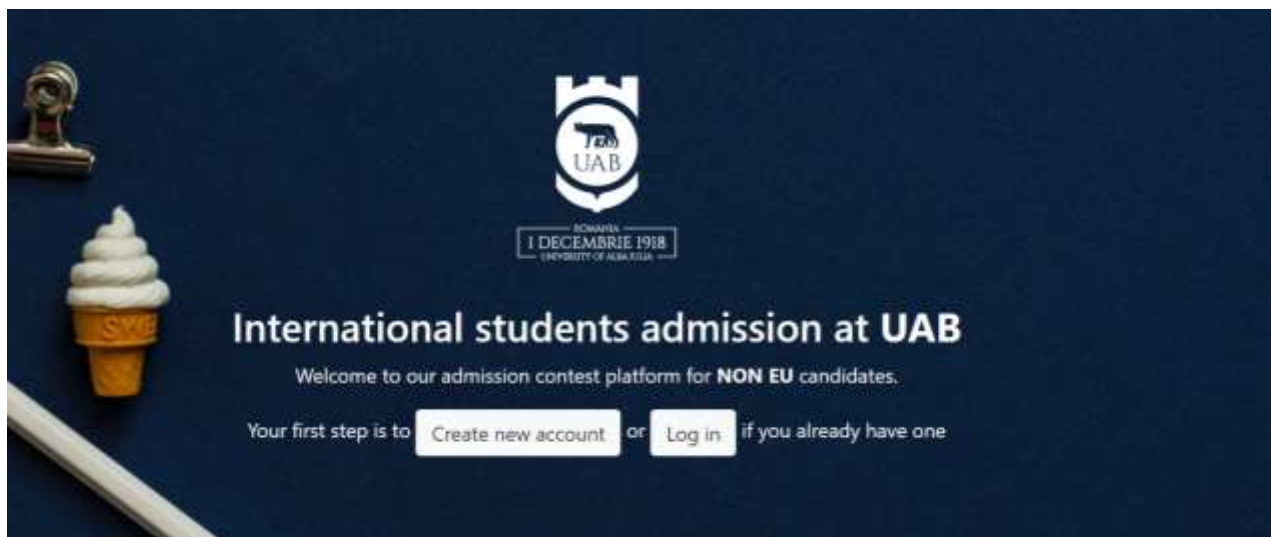 UAB
ROMANIA
1 DECEMBRIE 1918
UNIVERSITY OF ALBA IULIA
SWE
International students admission at UAB
Welcome to our admission contest platform for NON EU candidates.
Your first step is to Create new account or Log in if you already have one